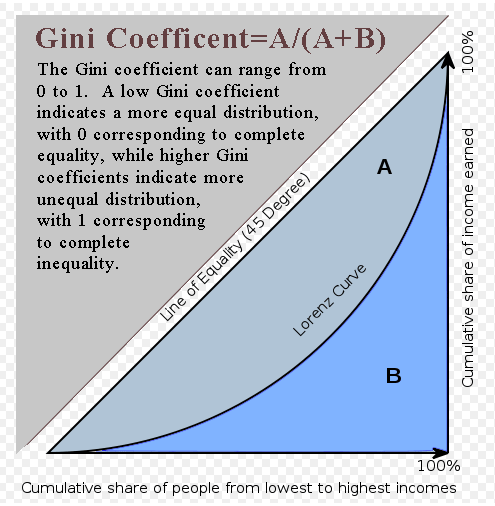 Gini Coefficent=A/(A+B)
The Gini coefficient can range from
0 to 1. A low Gini coefficient
indicates a more equal distribution,
with 0 corresponding to complete
equality, while higher Gini
coefficients indicate more
unequal distribution,
with 1 corresponding
to complete
inequality.
Line of Equality (45 Degree)
Lorenz Curve
A
B
100%
Cumulative share of income earned
100%
Cumulative share of people from lowest to highest incomes